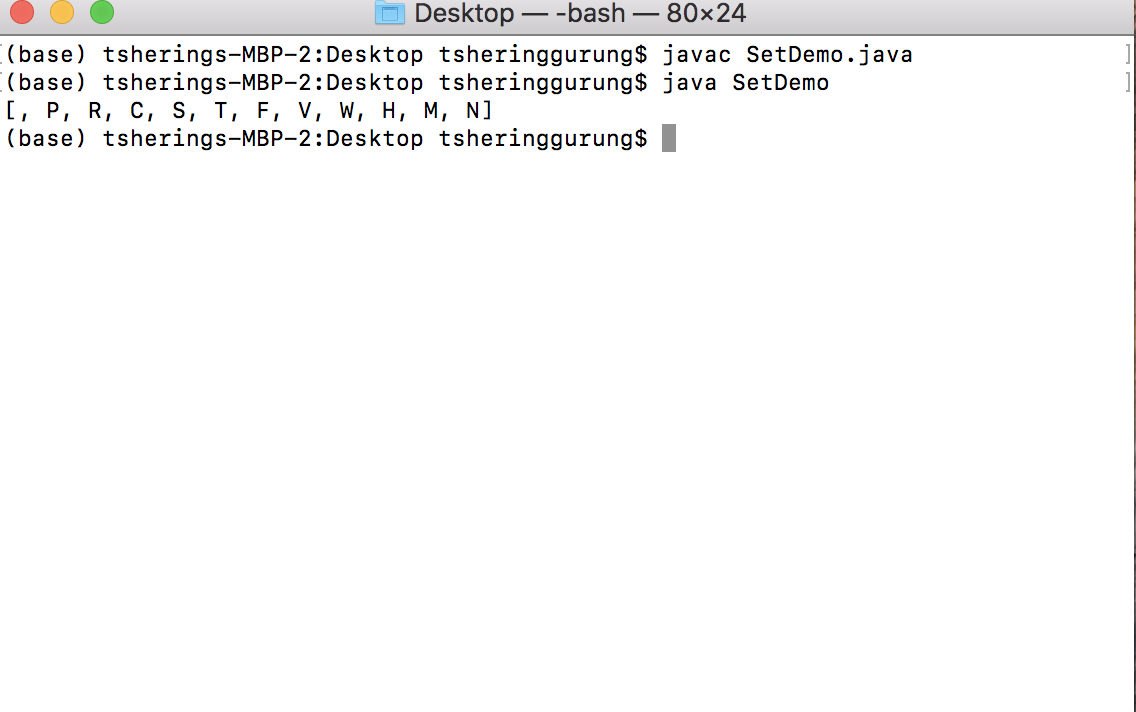 Desktop — -bash — 80×24
(base) tsherings-MBP-2:Desktop tsheringgurung$ javac SetDemo.java
(base) tsherings-MBP-2:Desktop tsheringgurung$ java SetDemo
[, P, R, C, S, T, F, V, W, H, M, N]
(base) tsherings-MBP-2:Desktop tsheringgurung$